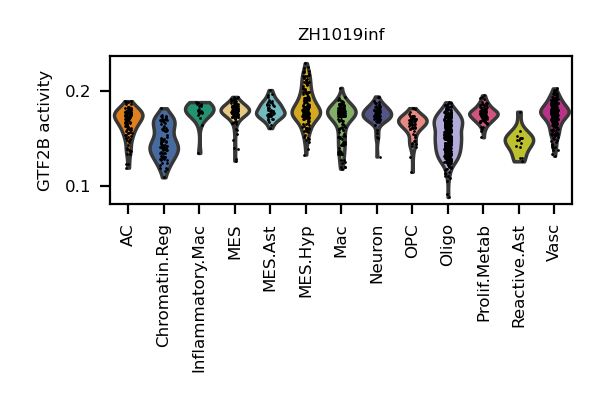 ZH1019inf
GTF2B activity
0.2
0.1
AC
Chromatin.Reg
Inflammatory.Mac
MES
MES.Ast
MES.Hyp
Mac
Neuron
OPC
Oligo
Prolif.Metab
Reactive.Ast
Vasc